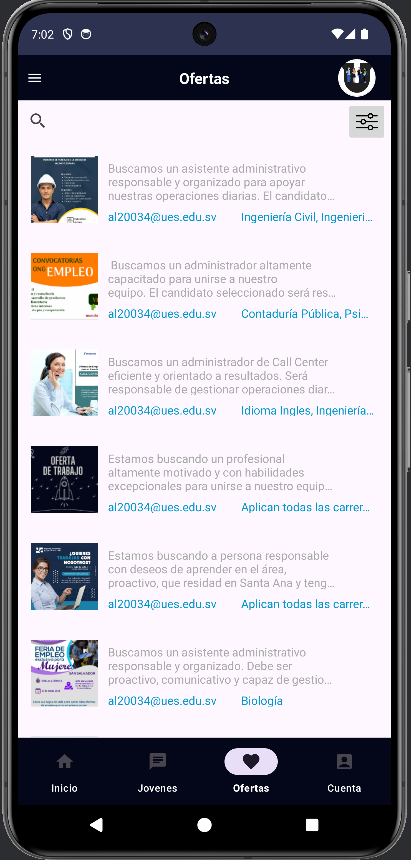 7:02
Ofertas
Buscamos un asistente administrativo
responsable y organizado para apoyar
nuestras operaciones diarias. El candidato...
al20034@ues.edu.sv Ingeniería Civil, Ingenieri...
CONVOCATORIAS
EMPLEO
Buscamos un administrador altamente
capacitado para unirse a nuestro
equipo. El candidato seleccionado será res...
al20034@ues.edu.sv Contaduría Pública, Psi...
Buscamos un administrador de Call Center
eficiente y orientado a resultados. Será
responsable de gestionar operaciones diar...
al20034@ues.edu.sv Idioma Ingles, Ingeniería...
OFERTA
DE TRABAJO
Estamos buscando un profesional
altamente motivado y con habilidades
excepcionales para unirse a nuestro equip...
al20034@ues.edu.sv Aplican todas las carrer...
¿QUIERES
TRABAJAR CON
NOSOTROS?
Estamos buscando a persona responsable
con deseos de aprender en el área,
proactivo, que residad en Santa Ana y teng...
al20034@ues.edu.sv Aplican todas las carrer...
FERIA DE
EMPLEO
Mujeres
SAN SALVADOR
Buscamos un asistente administrativo
responsable y organizado. Debe ser
proactivo, comunicativo y capaz de gestio...
al20034@ues.edu.sv Biología
Inicio Jovenes Ofertas Cuenta